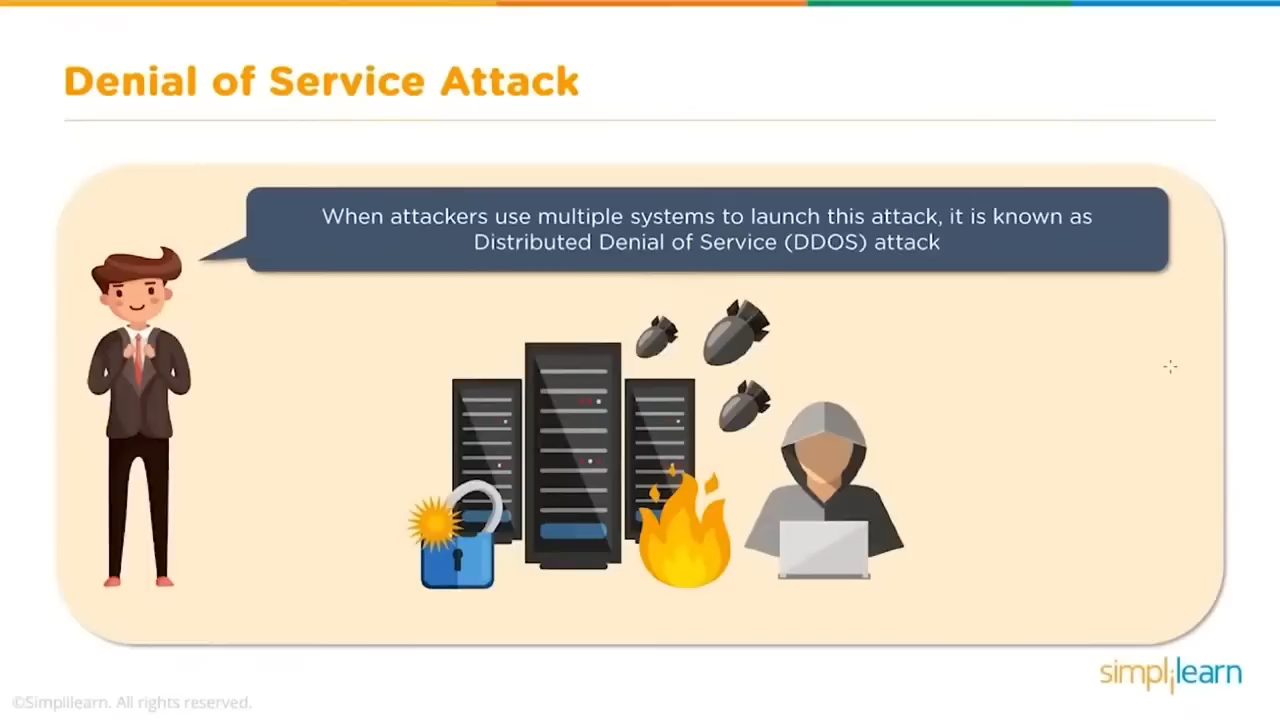 Denial of Service Attack
When attackers use multiple systems to launch this attack, it is known as
Distributed Denial of Service (DDOS) attack
simplilearn
©Simplilearn. All rights reserved.